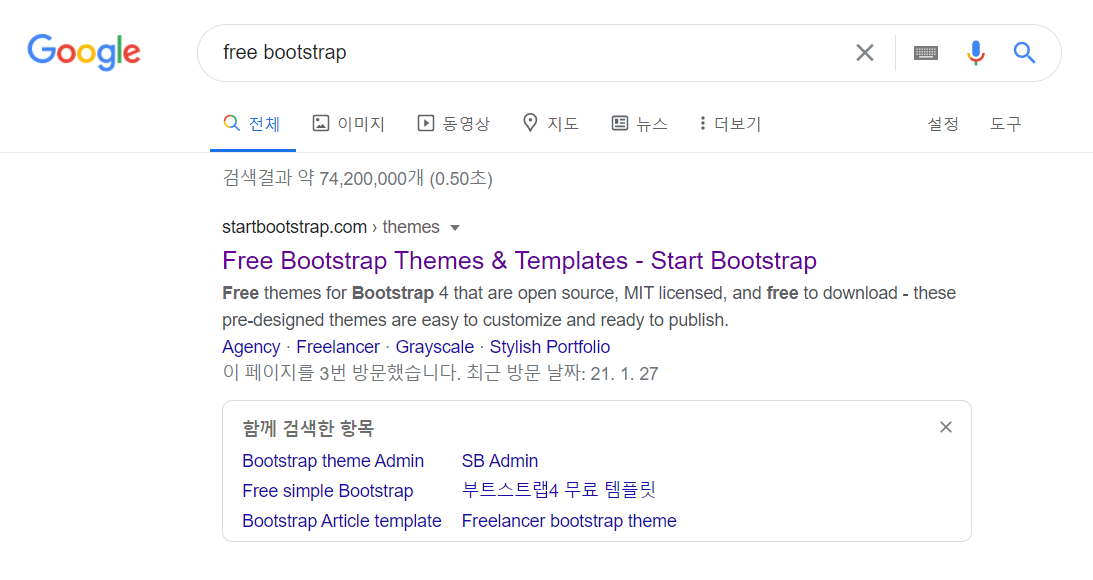 Google
free bootstrap
전체 이미지 동영상 지도 뉴스 더보기 설정 도구
검색결과 약 74,200,000개 (0.50초)
startbootstrap.com › themes
Free Bootstrap Themes & Templates - Start Bootstrap
Free themes for Bootstrap 4 that are open source, MIT licensed, and free to download - these
pre-designed themes are easy to customize and ready to publish.
Agency · Freelancer · Grayscale · Stylish Portfolio
이 페이지를 3번 방문했습니다. 최근 방문 날짜: 21. 1. 27
함께 검색한 항목
Bootstrap theme Admin SB Admin
Free simple Bootstrap 부트스트랩4 무료 템플릿
Bootstrap Article template Freelancer bootstrap theme